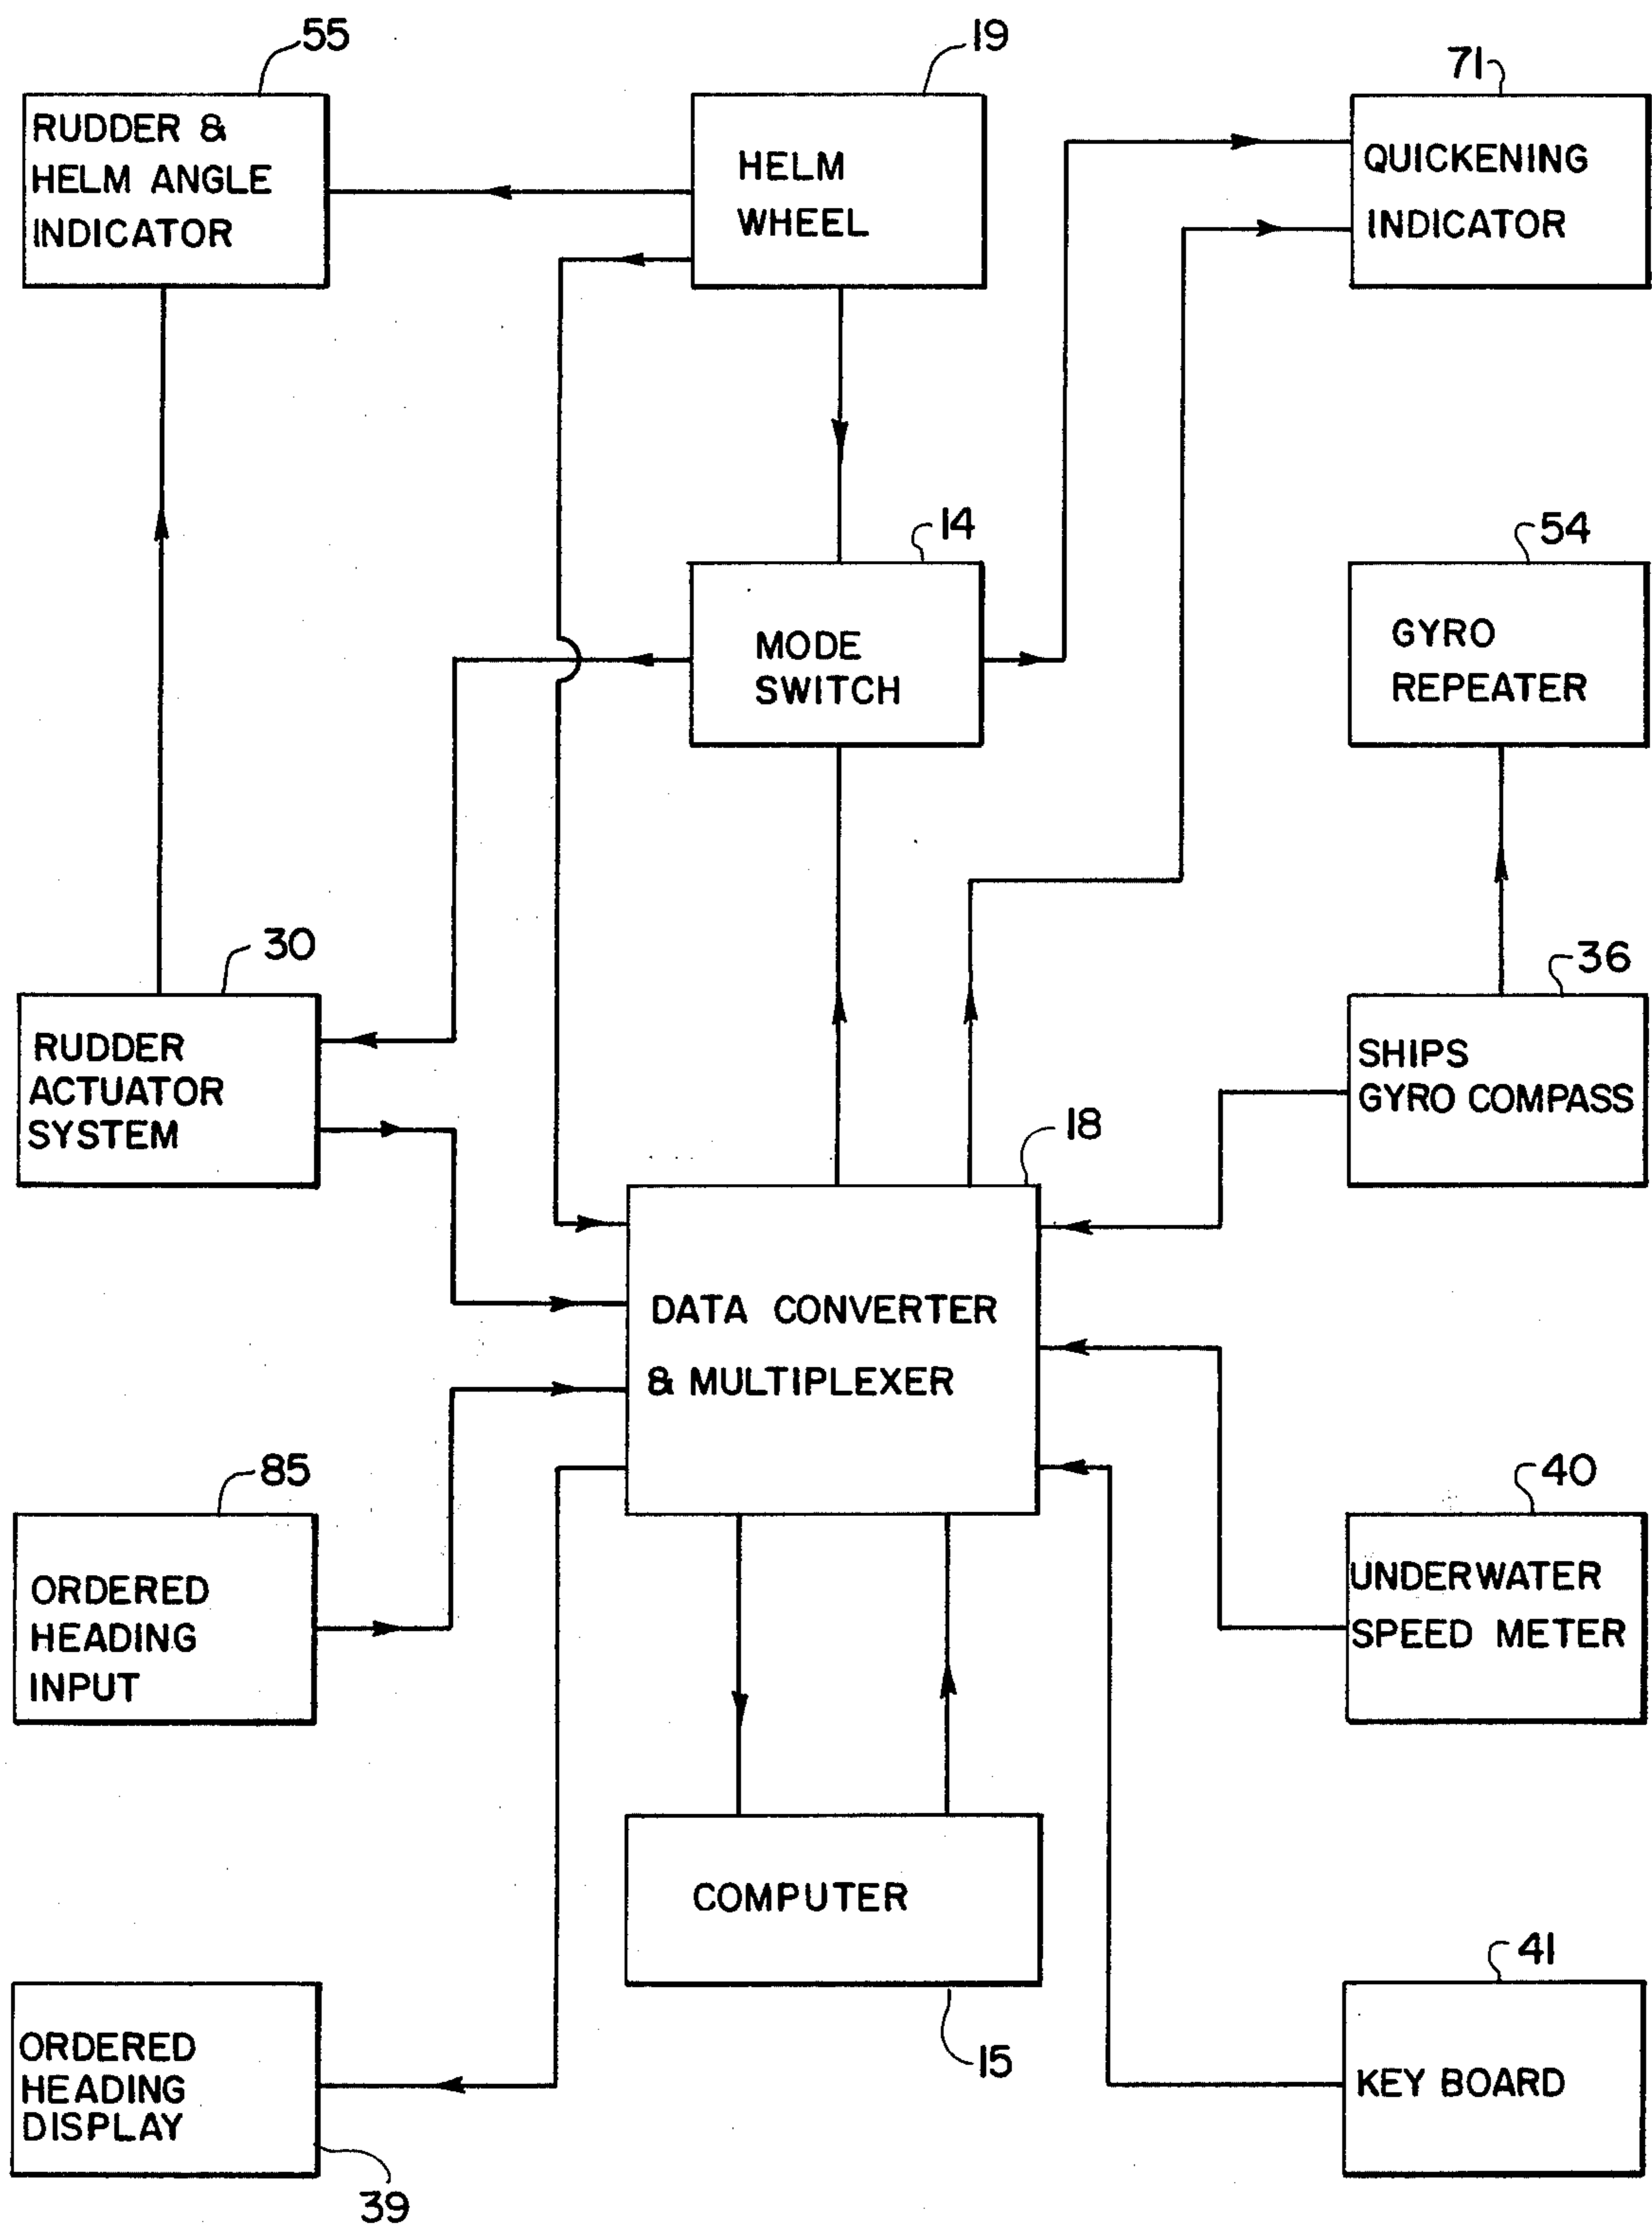 55
RUDDER &
HELM ANGLE
INDICATOR
19
HELM
WHEEL
71
QUICKENING
INDICATOR
14
MODE
SWITCH
54
GYRO
REPEATER
30
RUDDER
ACTUATOR
SYSTEM
36
SHIPS
GYRO COMPASS
18
DATA CONVERTER
& MULTIPLEXER
85
ORDERED
HEADING
INPUT
40
UNDERWATER
SPEED METER
COMPUTER
15
ORDERED
HEADING
DISPLAY
39
41
KEY BOARD